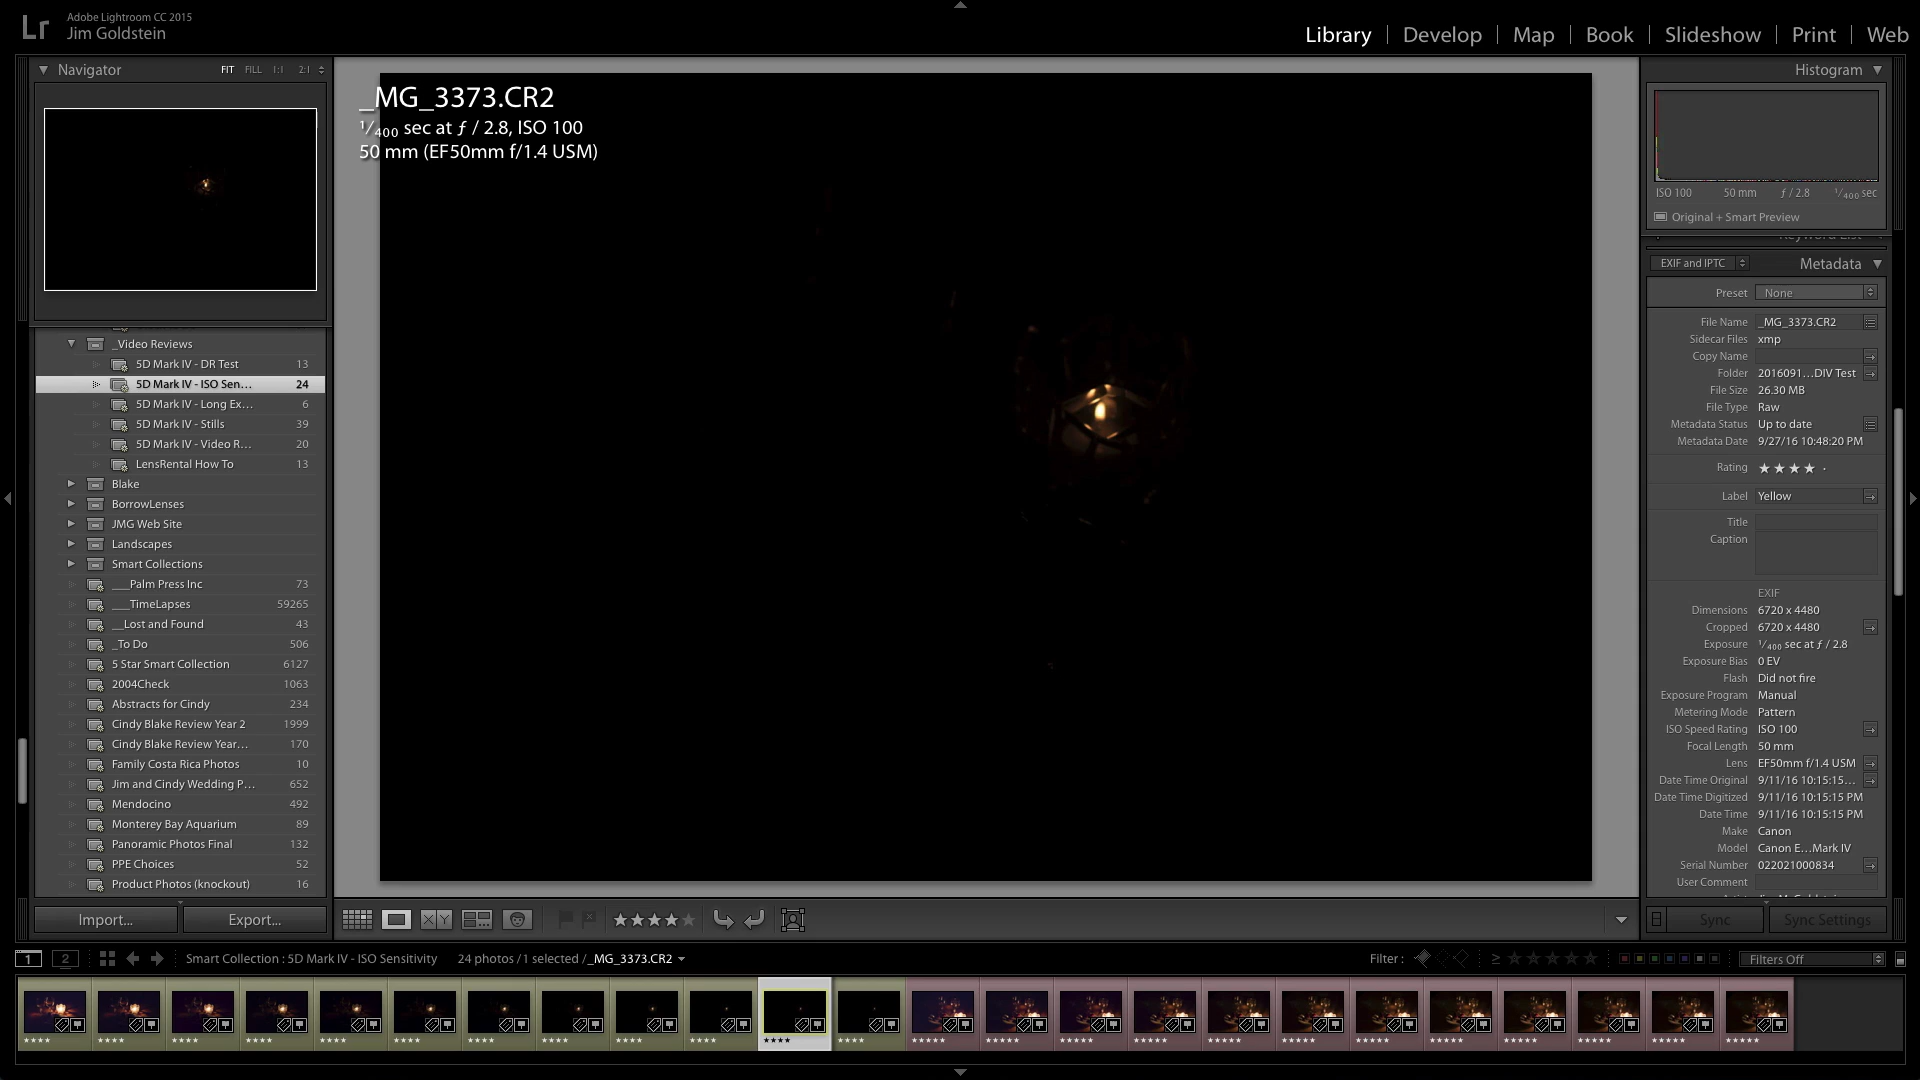 Lr
Adobe Lightroom CC 2015
Jim Goldstein
Library | Develop | Map | Book | Slideshow | Print | Web
Navigator FIT FILL 1:1 2:1
_Video Reviews
5D Mark IV - DR Test 13
5D Mark IV - ISO Sen... 24
5D Mark IV - Long Ex... 6
5D Mark IV - Stills 39
5D Mark IV - Video R... 20
LensRental How To 13
Blake
BorrowLenses
JMG Web Site
Landscapes
Smart Collections
___Palm Press Inc 73
___TimeLapses 59265
__Lost and Found 43
_To Do 506
5 Star Smart Collection 6127
2004Check 1063
Abstracts for Cindy 234
Cindy Blake Review Year 2 1999
Cindy Blake Review Year... 170
Family Costa Rica Photos 10
Jim and Cindy Wedding P... 652
Mendocino 492
Monterey Bay Aquarium 89
Panoramic Photos Final 132
PPE Choices 52
Product Photos (knockout) 16
Import... Export...
_MG_3373.CR2
1/400 sec at ƒ / 2.8, ISO 100
50 mm (EF50mm f/1.4 USM)
Histogram
ISO 100 50 mm ƒ / 2.8 1/400 sec
Original + Smart Preview
Keyword List
EXIF and IPTC Metadata
Preset None
File Name _MG_3373.CR2
Sidecar Files xmp
Copy Name
Folder 2016091...DIV Test
File Size 26.30 MB
File Type Raw
Metadata Status Up to date
Metadata Date 9/27/16 10:48:20 PM
Rating ★★★★ ·
Label Yellow
Title
Caption
EXIF
Dimensions 6720 x 4480
Cropped 6720 x 4480
Exposure 1/400 sec at ƒ / 2.8
Exposure Bias 0 EV
Flash Did not fire
Exposure Program Manual
Metering Mode Pattern
ISO Speed Rating ISO 100
Focal Length 50 mm
Lens EF50mm f/1.4 USM
Date Time Original 9/11/16 10:15:15...
Date Time Digitized 9/11/16 10:15:15 PM
Date Time 9/11/16 10:15:15 PM
Make Canon
Model Canon E...Mark IV
Serial Number 022021000834
User Comment
Sync Sync Settings
X Y
1 2 Smart Collection : 5D Mark IV - ISO Sensitivity 24 photos / 1 selected / _MG_3373.CR2 Filter : ≥ Filters Off